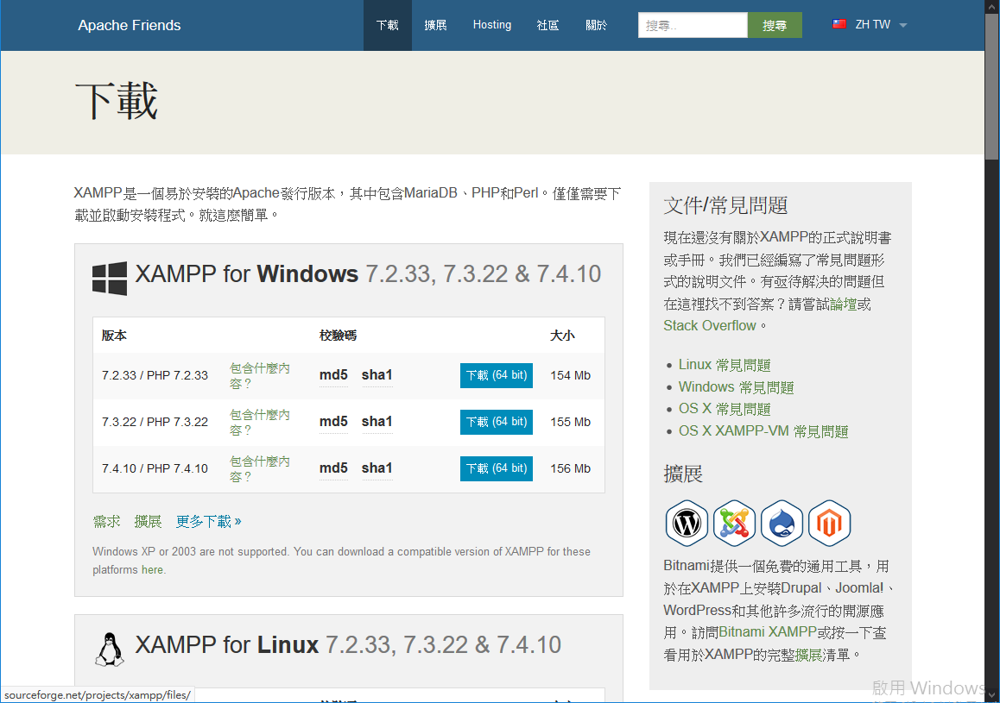 Apache Friends 下載 擴展 Hosting 社區 關於 搜尋.. 搜尋 ZH TW
下載
XAMPP是一個易於安裝的Apache發行版本，其中包含MariaDB、PHP和Perl。僅僅需要下
載並啟動安裝程式。就這麼簡單。
XAMPP for Windows 7.2.33, 7.3.22 & 7.4.10
版本 校驗碼 大小
7.2.33 / PHP 7.2.33 包含什麼內
容？ md5 sha1 下載 (64 bit) 154 Mb
7.3.22 / PHP 7.3.22 包含什麼內
容？ md5 sha1 下載 (64 bit) 155 Mb
7.4.10 / PHP 7.4.10 包含什麼內
容？ md5 sha1 下載 (64 bit) 156 Mb
需求 擴展 更多下載 »
Windows XP or 2003 are not supported. You can download a compatible version of XAMPP for these
platforms here.
XAMPP for Linux 7.2.33, 7.3.22 & 7.4.10
文件/常見問題
現在還沒有關於XAMPP的正式說明書
或手冊。我們已經編寫了常見問題形
式的說明文件。有亟待解決的問題但
在這裡找不到答案？請嘗試論壇或
Stack Overflow。
Linux 常見問題
Windows 常見問題
OS X 常見問題
OS X XAMPP-VM 常見問題
擴展
Bitnami提供一個免費的通用工具，用
於在XAMPP上安裝Drupal、Joomla!、
WordPress和其他許多流行的開源應
用。訪問Bitnami XAMPP或按一下查
看用於XAMPP的完整擴展清單。
啟用 Windows
sourceforge.net/projects/xampp/files/